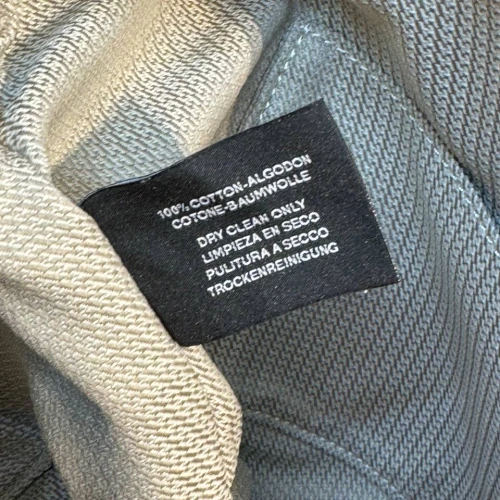 100% COTTON-ALGODON
COTONE-BAUMWOLLE
DRY CLEAN ONLY
LIMPIEZA EN SECO
PULITURA A SECCO
TROCKENREINIGUNG